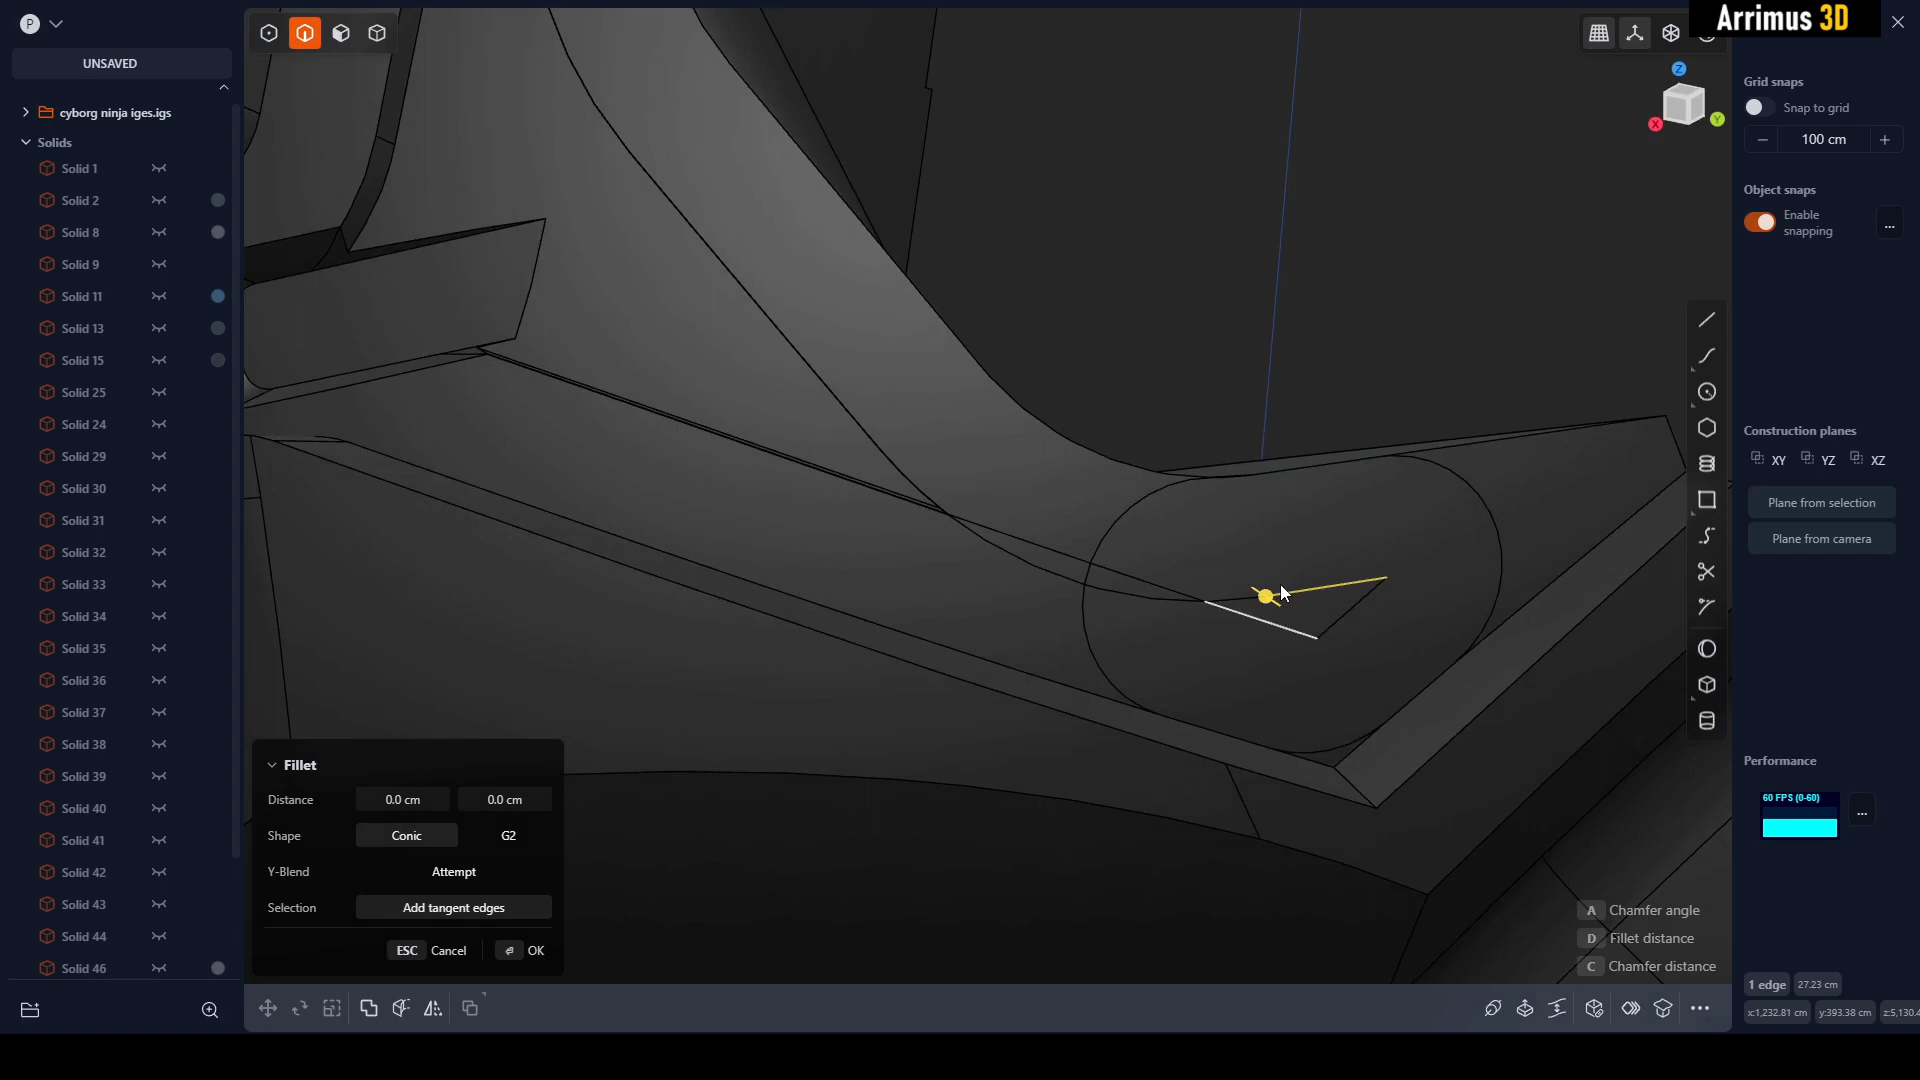 P
UNSAVED
cyborg ninja iges.igs
Solids
Solid 1
Solid 2
Solid 8
Solid 9
Solid 11
Solid 13
Solid 15
Solid 25
Solid 24
Solid 29
Solid 30
Solid 31
Solid 32
Solid 33
Solid 34
Solid 35
Solid 36
Solid 37
Solid 38
Solid 39
Solid 40
Solid 41
Solid 42
Solid 43
Solid 44
Solid 46
Fillet
Distance 0.0 cm 0.0 cm
Shape Conic G2
Y-Blend Attempt
Selection Add tangent edges
ESC Cancel OK
Arrimus 3D
Z
X Y
Grid snaps
Snap to grid
100 cm
Object snaps
Enable
snapping
...
Construction planes
XY YZ XZ
Plane from selection
Plane from camera
Performance
60 FPS (0-60)
...
A Chamfer angle
D Fillet distance
C Chamfer distance
1 edge 27.23 cm
x:1,232.81 cm y:393.38 cm z:5,130.4